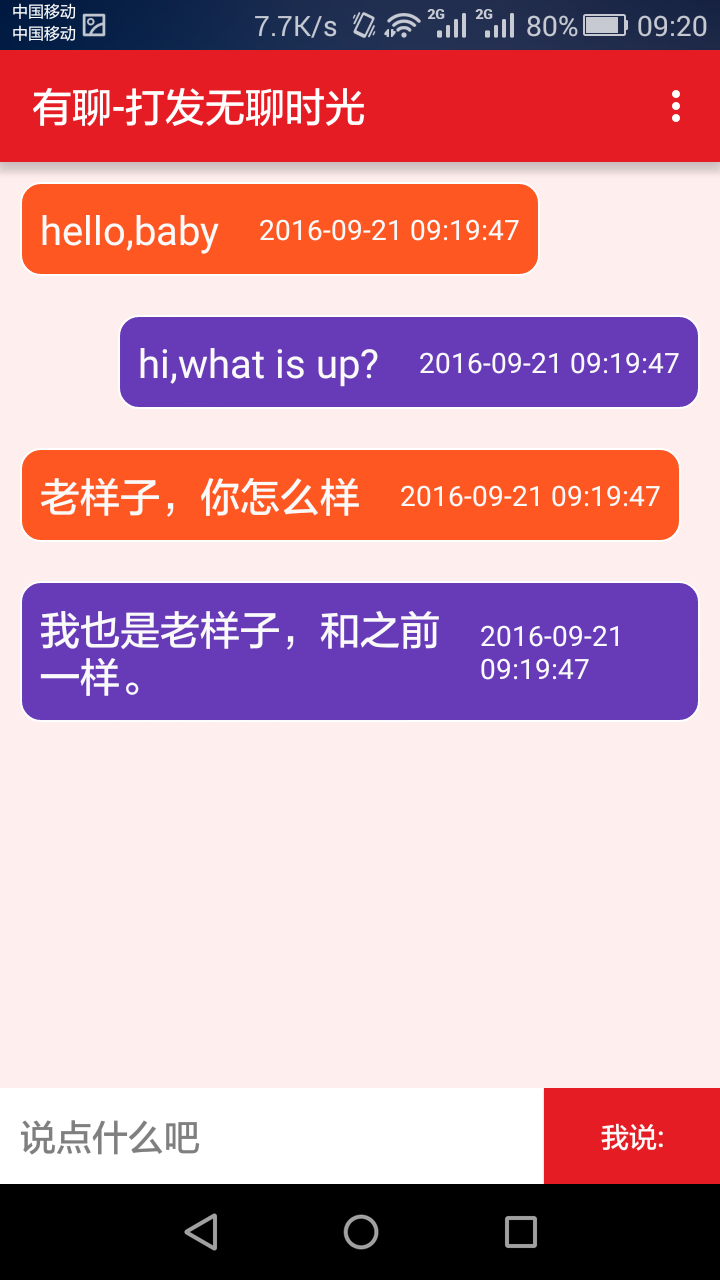 中国移动
中国移动
7.7K/s 2G 2G 80% 09:20
有聊-打发无聊时光
hello,baby 2016-09-21 09:19:47
hi,what is up? 2016-09-21 09:19:47
老样子，你怎么样 2016-09-21 09:19:47
我也是老样子，和之前
一样。
2016-09-21
09:19:47
说点什么吧 我说: